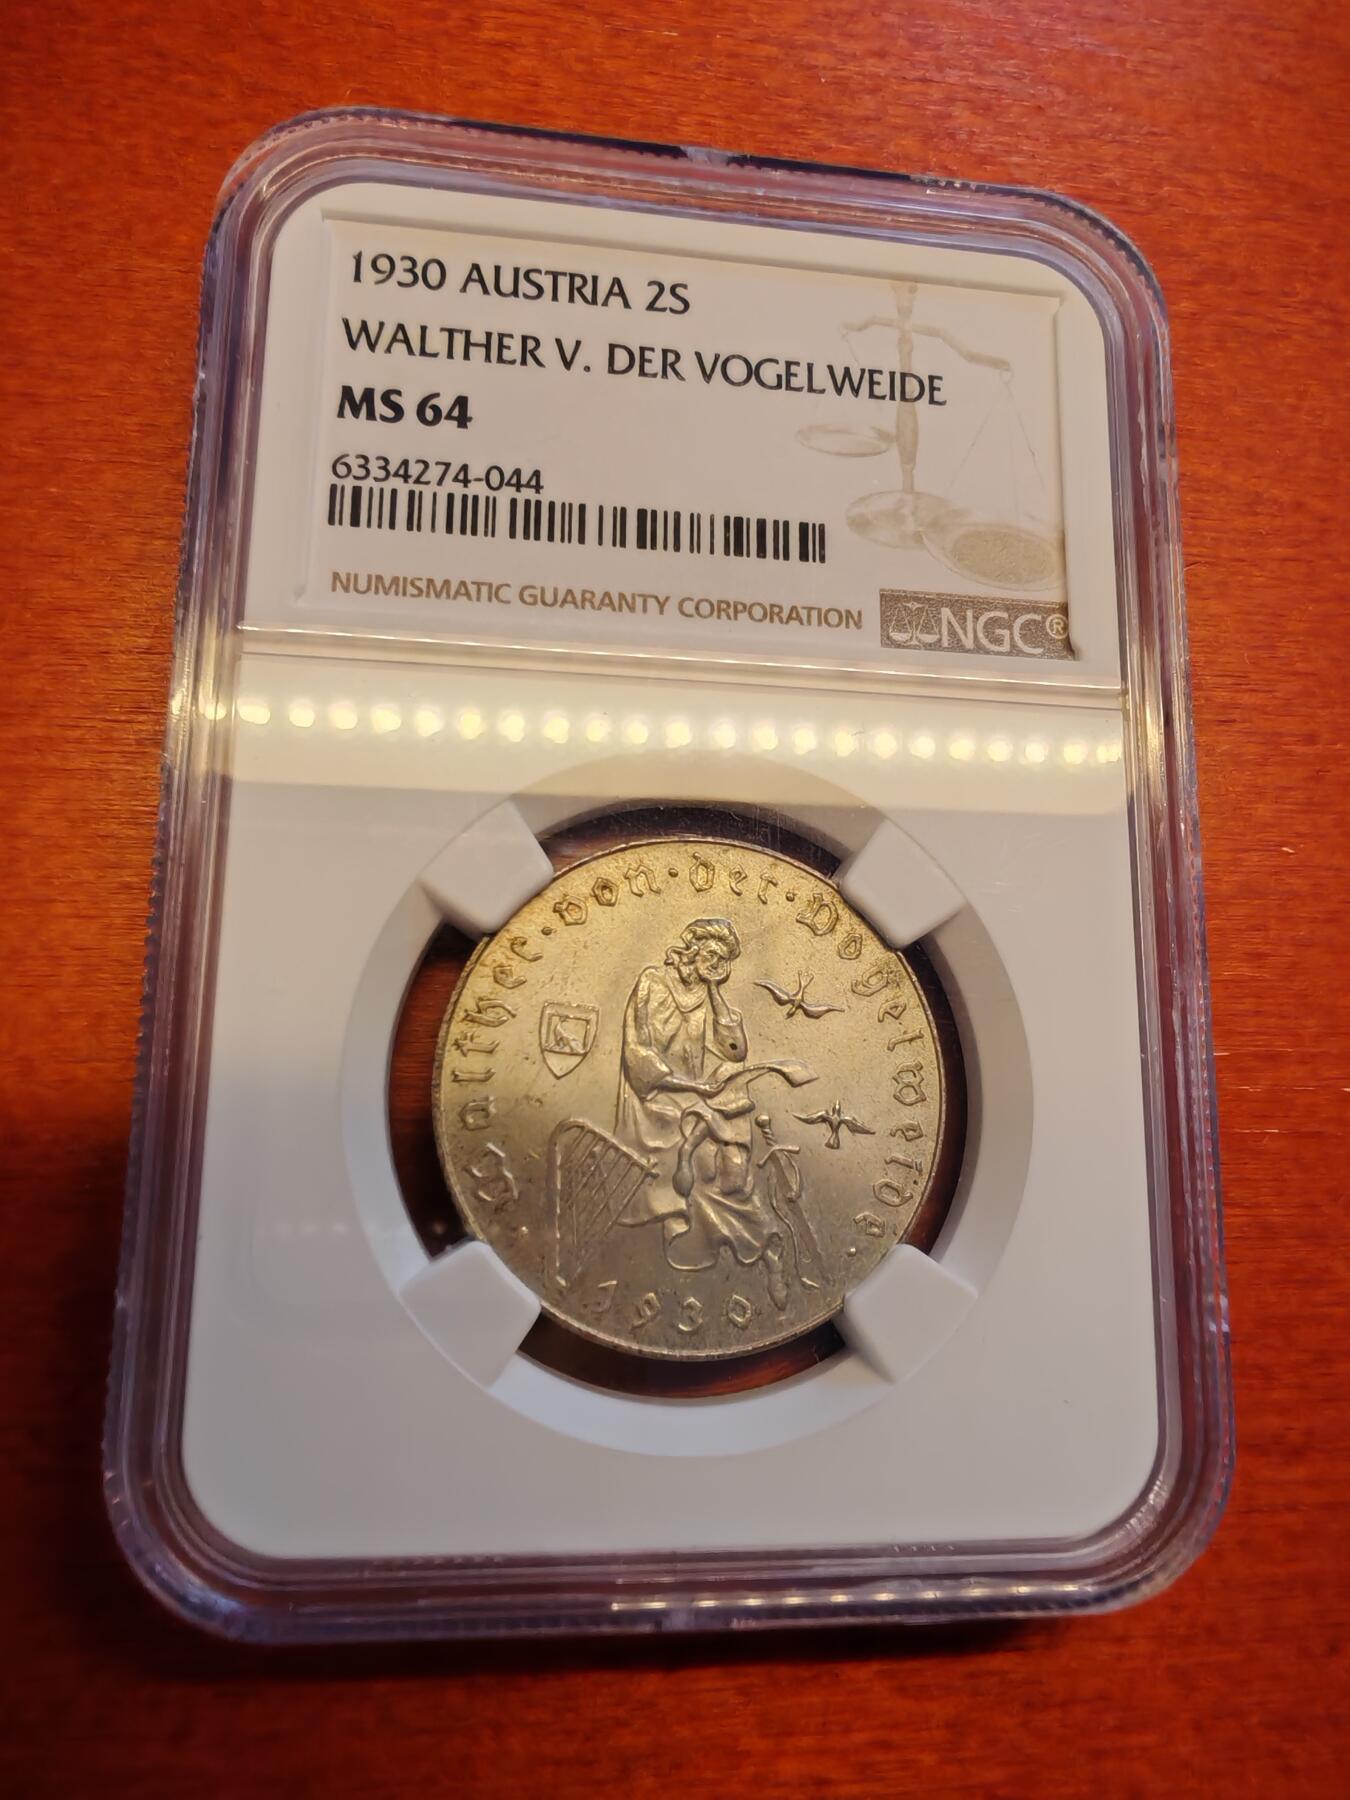 1930 AUSTRIA 2S
WALTHER V. DER VOGELWEIDE
MS 64
6334274-044
NUMISMATIC GUARANTY CORPORATION
NGC®
Walther·von·der·Vogelweide·
1930